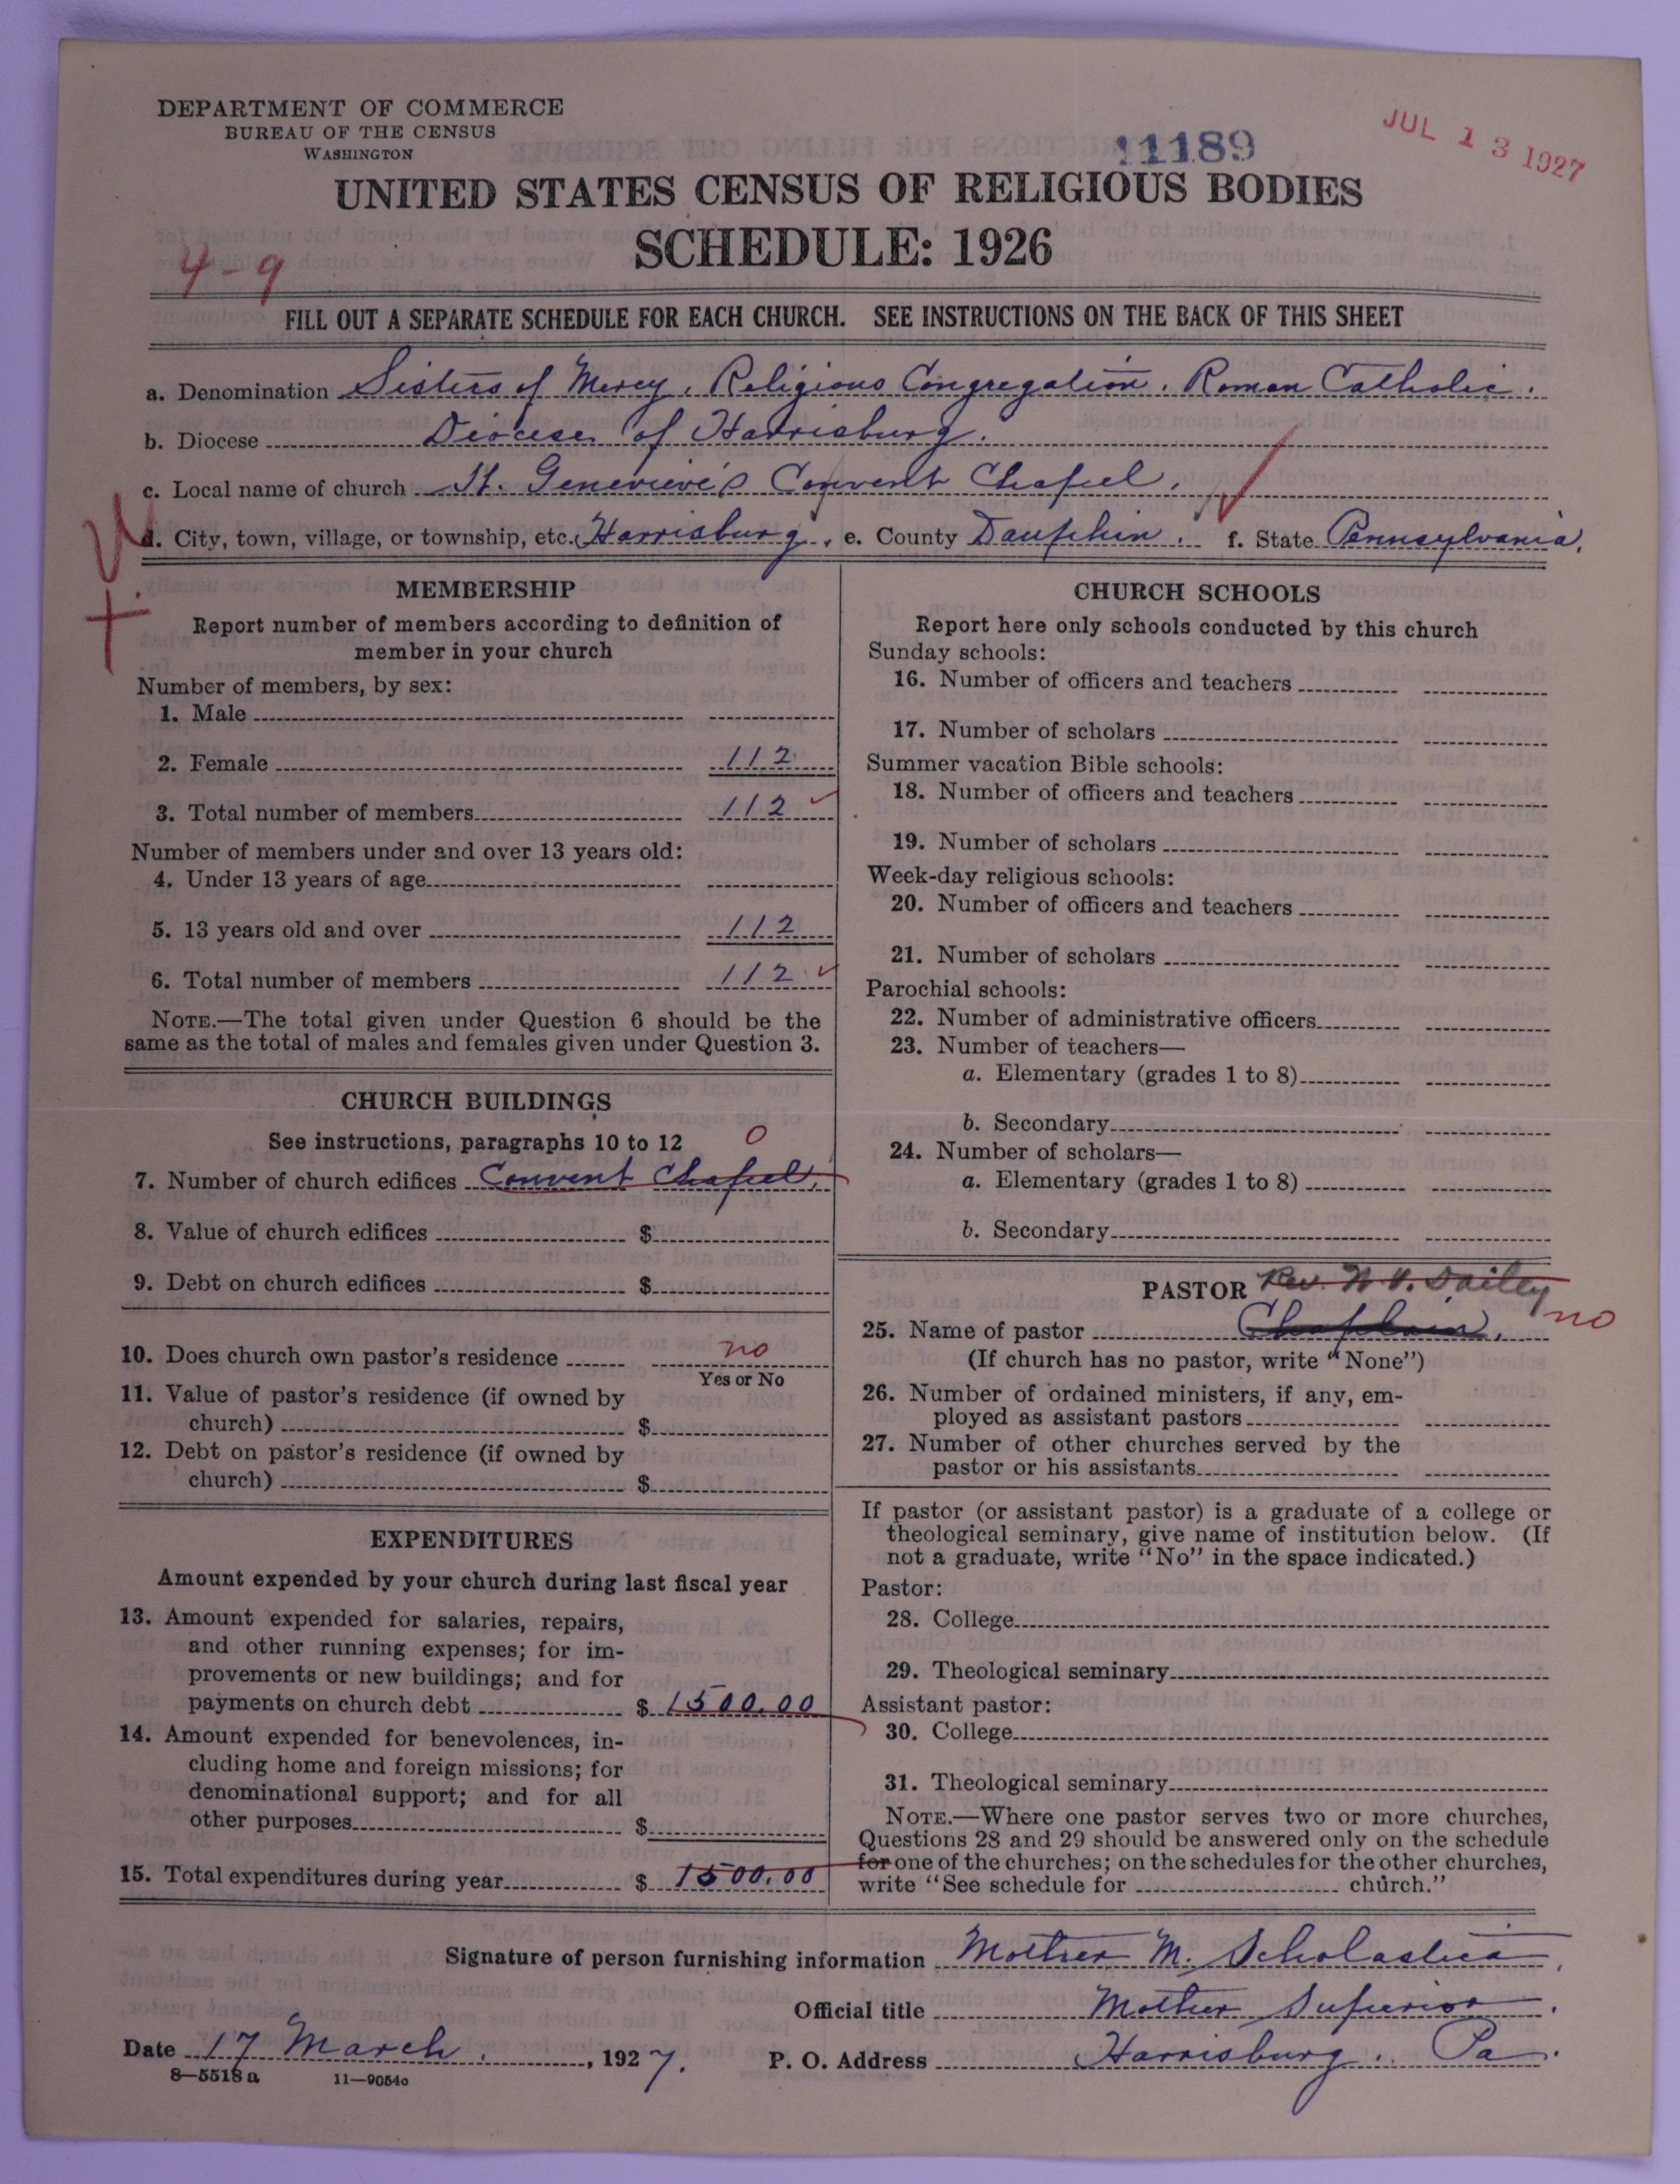 DEPARTMENT OF COMMERCE
BUREAU OF THE CENSUS
WASHINGTON
11189
JUL 13 1927
UNITED STATES CENSUS OF RELIGIOUS BODIES
SCHEDULE: 1926
4-9
FILL OUT A SEPARATE SCHEDULE FOR EACH CHURCH. SEE INSTRUCTIONS ON THE BACK OF THIS SHEET
a. Denomination Sisters of Mercy, Religious Congregation. Roman Catholic.
b. Diocese Diocese of Harrisburg.
c. Local name of church St. Genevieve's Convent Chapel.
d. City, town, village, or township, etc. Harrisburg, e. County Dauphin. f. State Pennsylvania.
MEMBERSHIP
Report number of members according to definition of
member in your church
Number of members, by sex:
1. Male
2. Female 112
3. Total number of members 112
Number of members under and over 13 years old:
4. Under 13 years of age
5. 13 years old and over 112
6. Total number of members 112
NOTE.—The total given under Question 6 should be the
same as the total of males and females given under Question 3.
CHURCH BUILDINGS
See instructions, paragraphs 10 to 12 0
7. Number of church edifices Convent Chapel.
8. Value of church edifices $
9. Debt on church edifices $
10. Does church own pastor's residence no
Yes or No
11. Value of pastor's residence (if owned by
church) $
12. Debt on pastor's residence (if owned by
church) $
EXPENDITURES
Amount expended by your church during last fiscal year
13. Amount expended for salaries, repairs,
and other running expenses; for im-
provements or new buildings; and for
payments on church debt $ 1500.00
14. Amount expended for benevolences, in-
cluding home and foreign missions; for
denominational support; and for all
other purposes $
15. Total expenditures during year $ 1500.00
CHURCH SCHOOLS
Report here only schools conducted by this church
Sunday schools:
16. Number of officers and teachers
17. Number of scholars
Summer vacation Bible schools:
18. Number of officers and teachers
19. Number of scholars
Week-day religious schools:
20. Number of officers and teachers
21. Number of scholars
Parochial schools:
22. Number of administrative officers
23. Number of teachers—
a. Elementary (grades 1 to 8)
b. Secondary
24. Number of scholars—
a. Elementary (grades 1 to 8)
b. Secondary
PASTOR Rev. W. V. Dailey
25. Name of pastor Chaplain. no
(If church has no pastor, write "None")
26. Number of ordained ministers, if any, em-
ployed as assistant pastors
27. Number of other churches served by the
pastor or his assistants
If pastor (or assistant pastor) is a graduate of a college or
theological seminary, give name of institution below. (If
not a graduate, write "No" in the space indicated.)
Pastor:
28. College
29. Theological seminary
Assistant pastor:
30. College
31. Theological seminary
NOTE.—Where one pastor serves two or more churches,
Questions 28 and 29 should be answered only on the schedule
for one of the churches; on the schedules for the other churches,
write "See schedule for church."
Signature of person furnishing information Mother M. Scholastica
Official title Mother Superior.
Date 17 March, 1927. P. O. Address Harrisburg. Pa.
8—5518 a 11—9054c